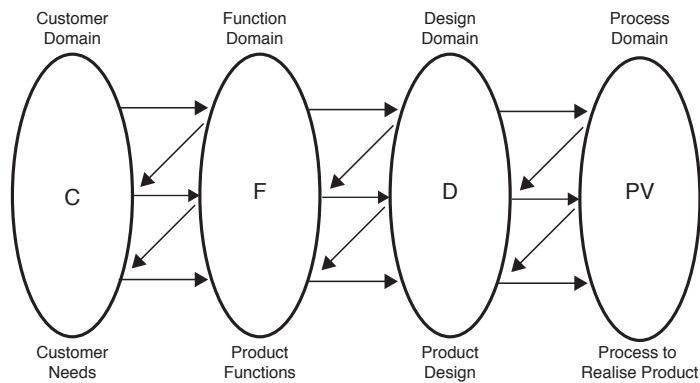 Customer
Domain
Function
Domain
Design
Domain
Process
Domain
C
F
D
PV
Customer
Needs
Product
Functions
Product
Design
Process to
Realise Product